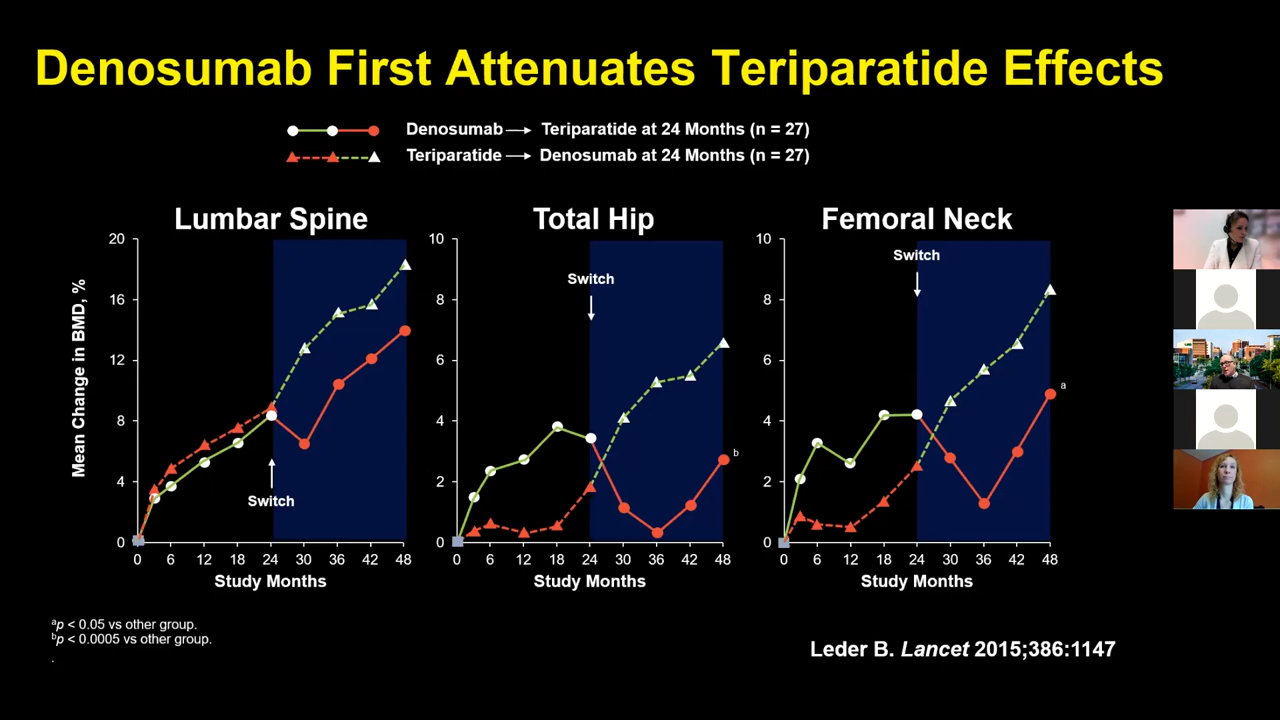 Denosumab First Attenuates Teriparatide Effects
Denosumab → Teriparatide at 24 Months (n = 27)
Teriparatide → Denosumab at 24 Months (n = 27)
Lumbar Spine
Total Hip
Femoral Neck
Mean Change in BMD, %
20
16
12
8
4
0
Switch
0 6 12 18 24 30 36 42 48
Study Months
10
8
6
4
2
0
Switch
b
0 6 12 18 24 30 36 42 48
Study Months
10
8
6
4
2
0
Switch
a
0 6 12 18 24 30 36 42 48
Study Months
ap < 0.05 vs other group.
bp < 0.0005 vs other group.
.
Leder B. Lancet 2015;386:1147